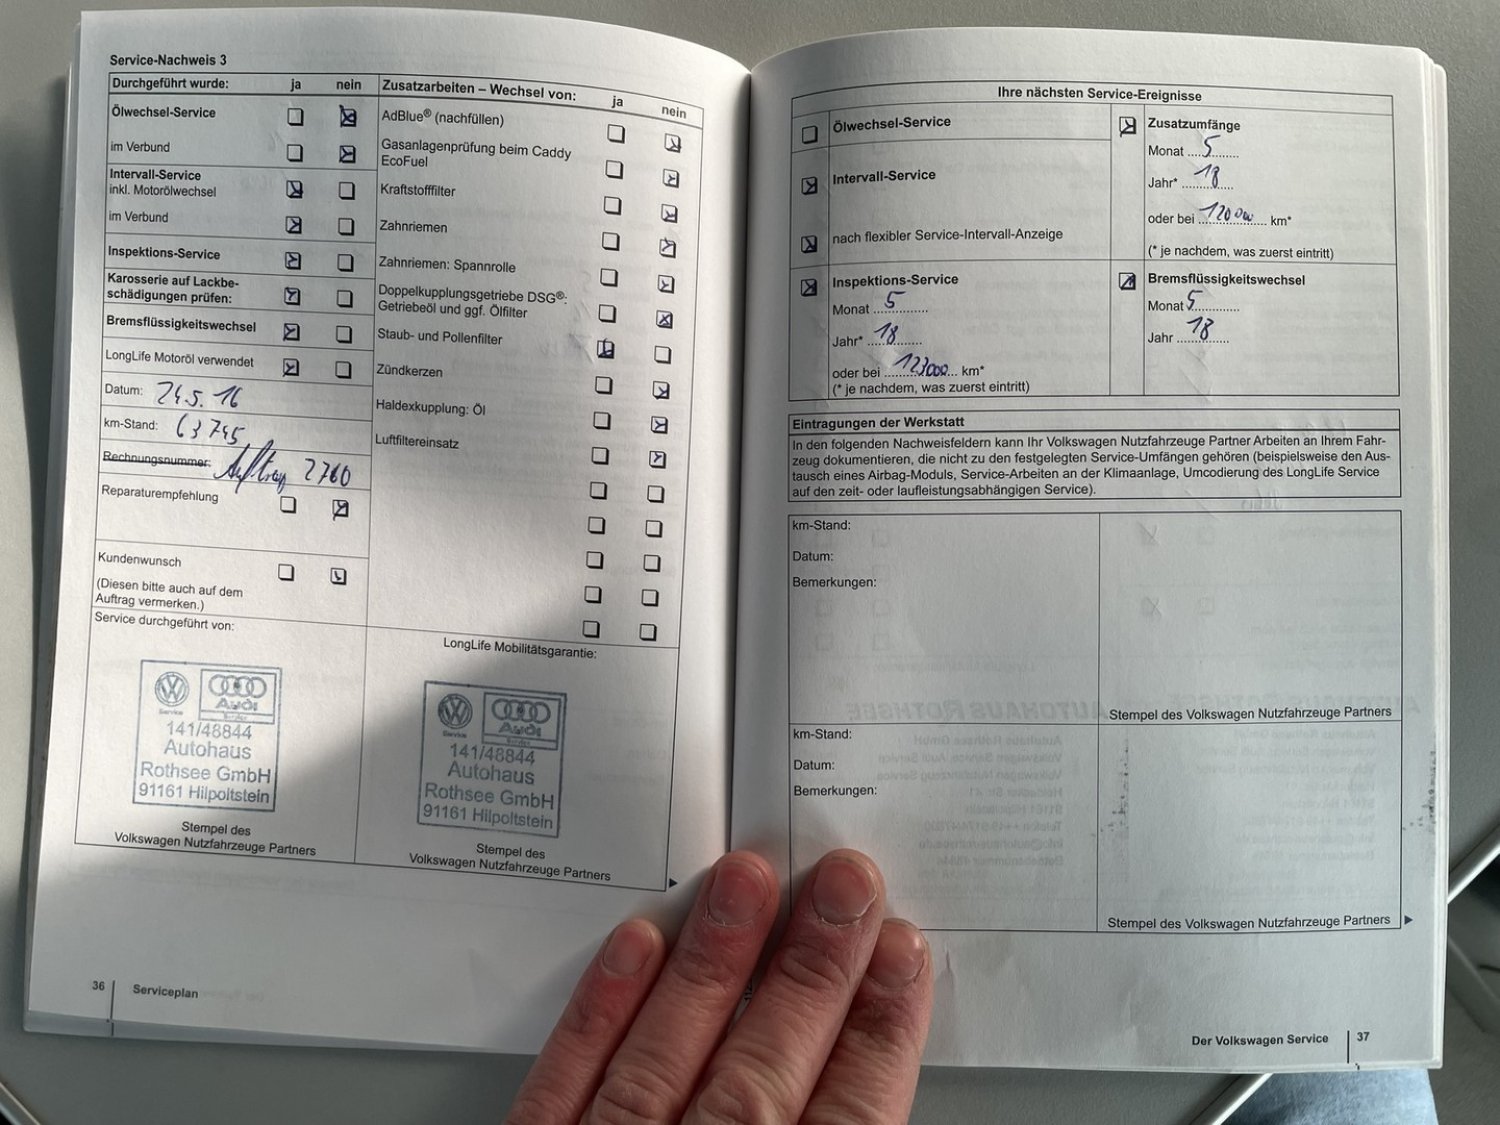 Service-Nachweis 3
Durchgeführt wurde: ja nein
Ölwechsel-Service
im Verbund
Intervall-Service
inkl. Motorölwechsel
im Verbund
Inspektions-Service
Karosserie auf Lackbe-
schädigungen prüfen:
Bremsflüssigkeitswechsel
LongLife Motoröl verwendet
Datum: 24.5.16
km-Stand: 63745
Rechnungsnummer: Auftrag 2760
Reparaturempfehlung
Kundenwunsch
(Diesen bitte auch auf dem
Auftrag vermerken.)
Service durchgeführt von:
Service
Audi
Service
141/48844
Autohaus
Rothsee GmbH
91161 Hilpoltstein
Stempel des
Volkswagen Nutzfahrzeuge Partners
Zusatzarbeiten – Wechsel von: ja nein
AdBlue® (nachfüllen)
Gasanlagenprüfung beim Caddy
EcoFuel
Kraftstofffilter
Zahnriemen
Zahnriemen: Spannrolle
Doppelkupplungsgetriebe DSG®:
Getriebeöl und ggf. Ölfilter
Staub- und Pollenfilter
Zündkerzen
Haldexkupplung: Öl
Luftfiltereinsatz
LongLife Mobilitätsgarantie:
Service
Audi
Service
141/48844
Autohaus
Rothsee GmbH
91161 Hilpoltstein
Stempel des
Volkswagen Nutzfahrzeuge Partners
36 Serviceplan
Ihre nächsten Service-Ereignisse
Ölwechsel-Service
Intervall-Service
nach flexibler Service-Intervall-Anzeige
Inspektions-Service
Monat 5
Jahr* 18
oder bei 123000 km*
(* je nachdem, was zuerst eintritt)
Zusatzumfänge
Monat 5
Jahr* 18
oder bei 120000 km*
(* je nachdem, was zuerst eintritt)
Bremsflüssigkeitswechsel
Monat 5
Jahr 18
Eintragungen der Werkstatt
In den folgenden Nachweisfeldern kann Ihr Volkswagen Nutzfahrzeuge Partner Arbeiten an Ihrem Fahr-
zeug dokumentieren, die nicht zu den festgelegten Service-Umfängen gehören (beispielsweise den Aus-
tausch eines Airbag-Moduls, Service-Arbeiten an der Klimaanlage, Umcodierung des LongLife Service
auf den zeit- oder laufleistungsabhängigen Service).
km-Stand:
Datum:
Bemerkungen:
Stempel des Volkswagen Nutzfahrzeuge Partners
km-Stand:
Datum:
Bemerkungen:
Stempel des Volkswagen Nutzfahrzeuge Partners
Der Volkswagen Service 37